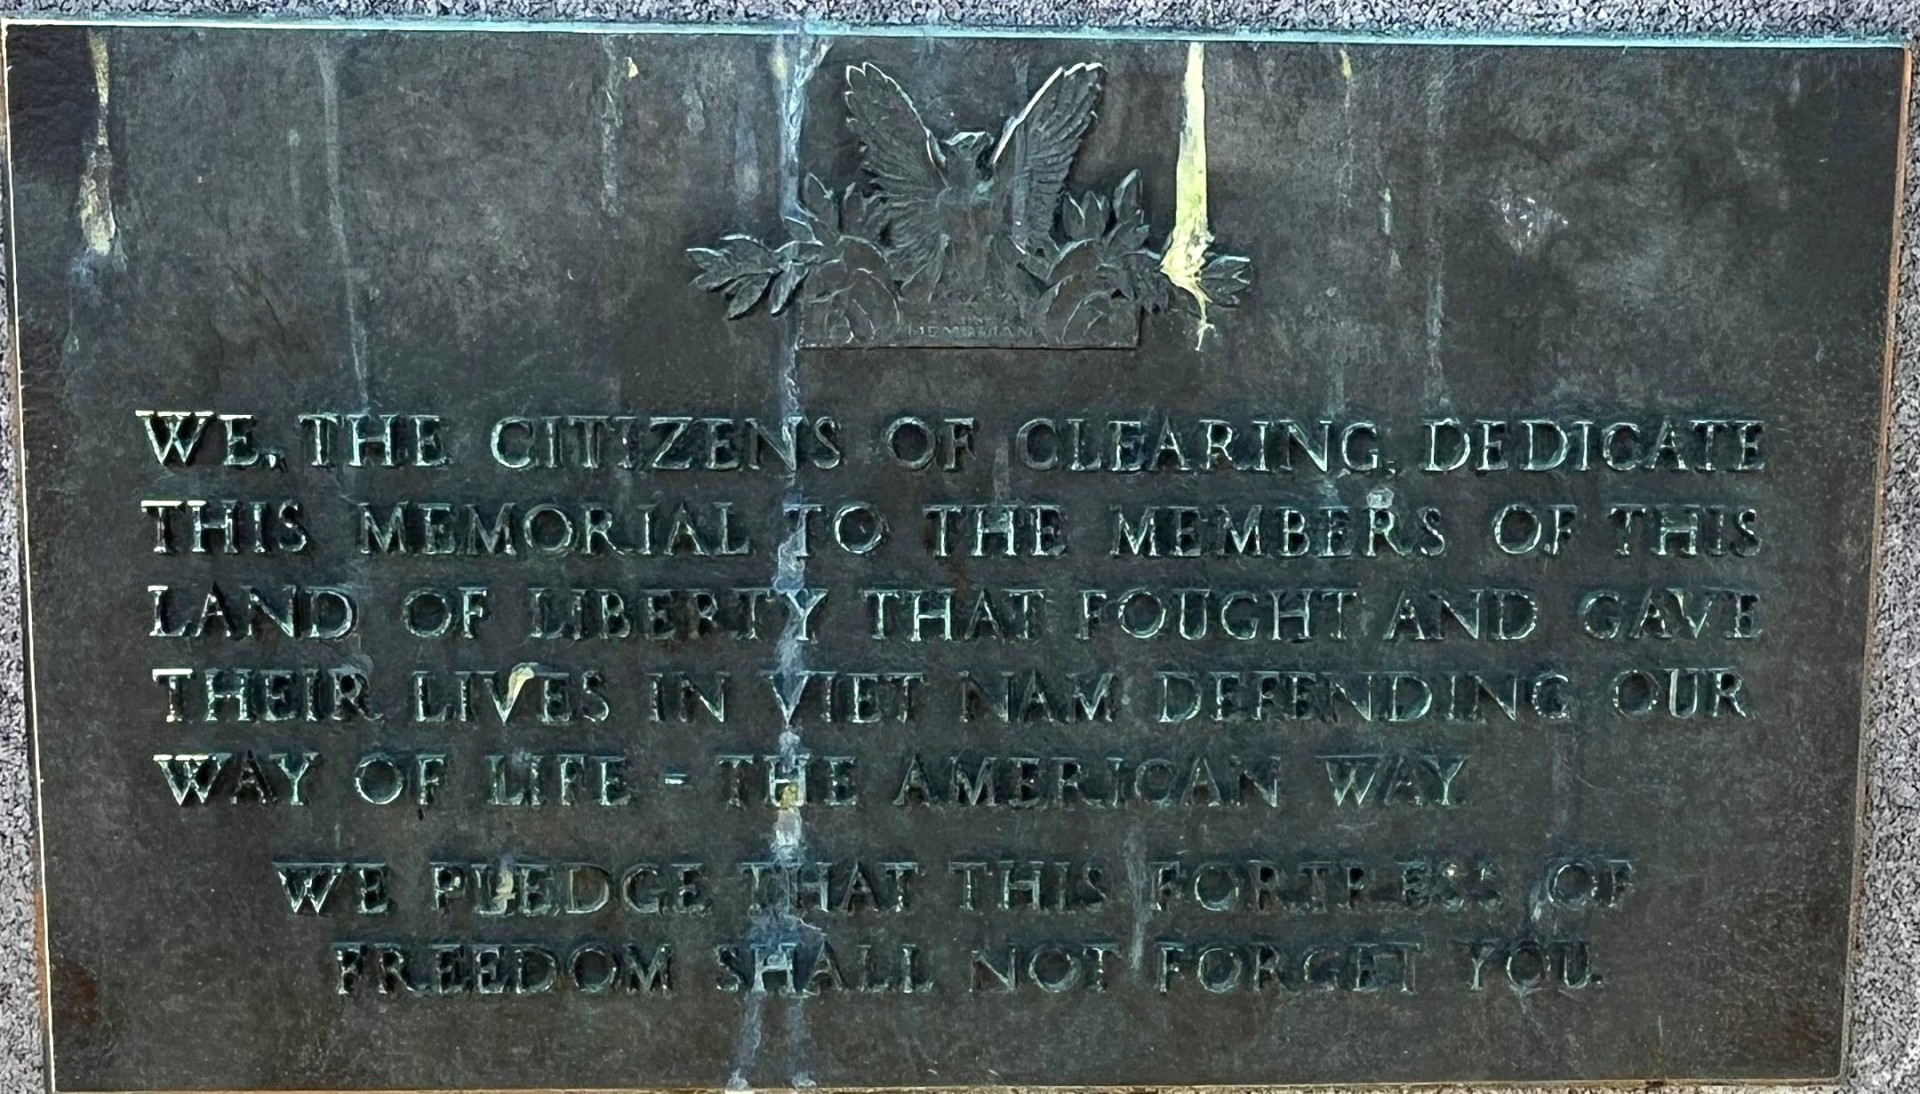 IN
MEMORIAM
WE, THE CITIZENS OF CLEARING, DEDICATE
THIS MEMORIAL TO THE MEMBERS OF THIS
LAND OF LIBERTY THAT FOUGHT AND GAVE
THEIR LIVES IN VIET NAM DEFENDING OUR
WAY OF LIFE - THE AMERICAN WAY
WE PLEDGE THAT THIS FORTRESS OF
FREEDOM SHALL NOT FORGET YOU.